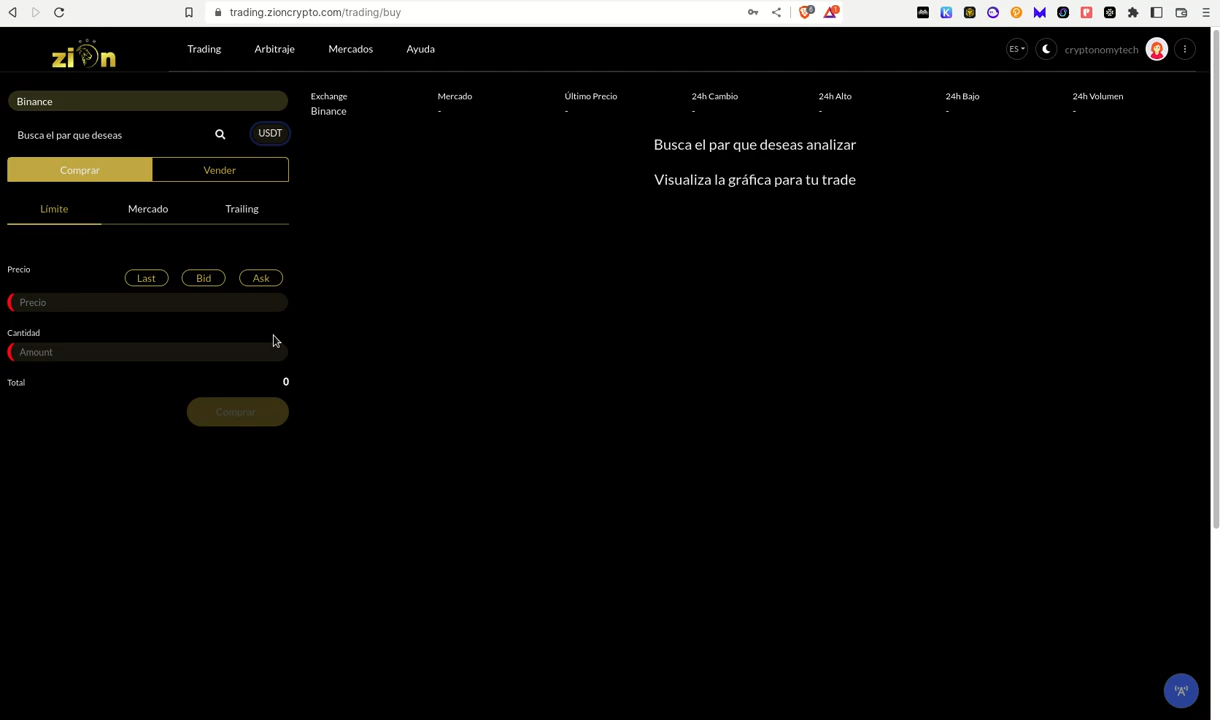 trading.zioncrypto.com/trading/buy
zion
Trading
Arbitraje
Mercados
Ayuda
ES
cryptonomytech
Binance
Busca el par que deseas
USDT
Comprar
Vender
Límite
Mercado
Trailing
Precio
Last
Bid
Ask
Precio
Cantidad
Amount
Total
0
Comprar
Exchange
Mercado
Último Precio
24h Cambio
24h Alto
24h Bajo
24h Volumen
Binance
-
-
-
-
-
-
Busca el par que deseas analizar
Visualiza la gráfica para tu trade